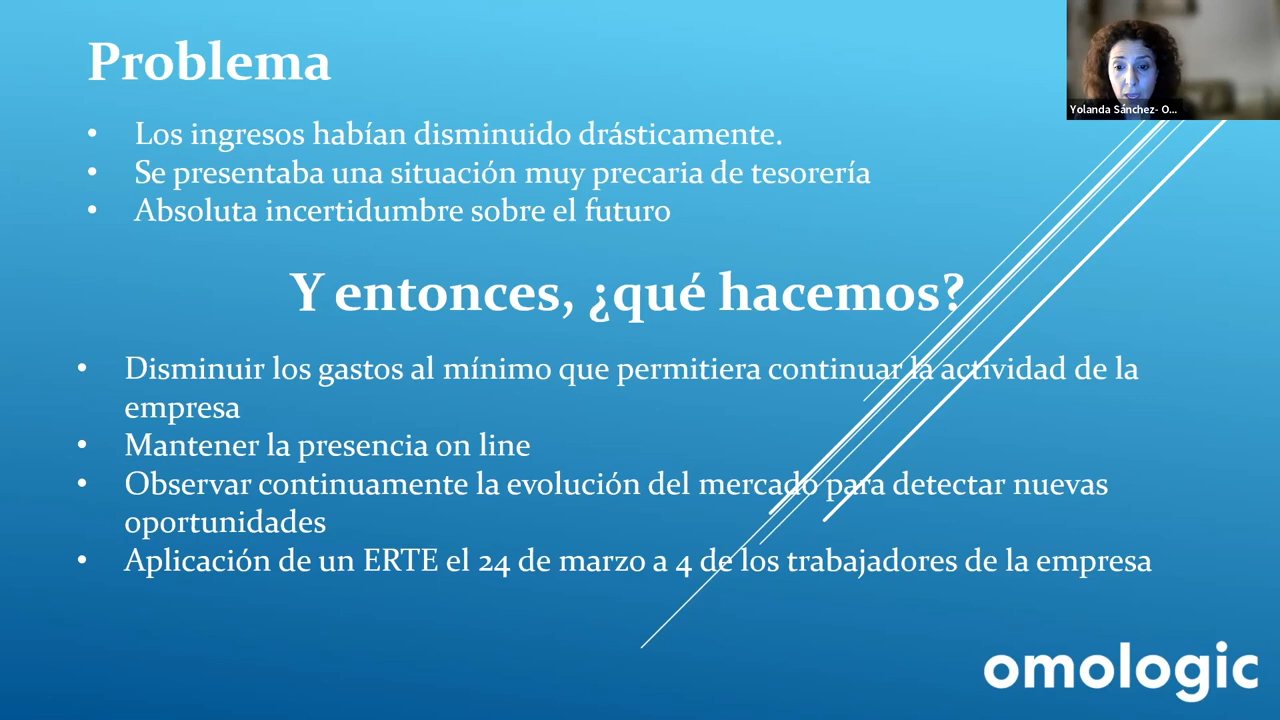 Problema
Yolanda Sánchez- O...
• Los ingresos habían disminuido drásticamente.
• Se presentaba una situación muy precaria de tesorería
• Absoluta incertidumbre sobre el futuro
Y entonces, ¿qué hacemos?
• Disminuir los gastos al mínimo que permitiera continuar la actividad de la
empresa
• Mantener la presencia on line
• Observar continuamente la evolución del mercado para detectar nuevas
oportunidades
• Aplicación de un ERTE el 24 de marzo a 4 de los trabajadores de la empresa
omologic